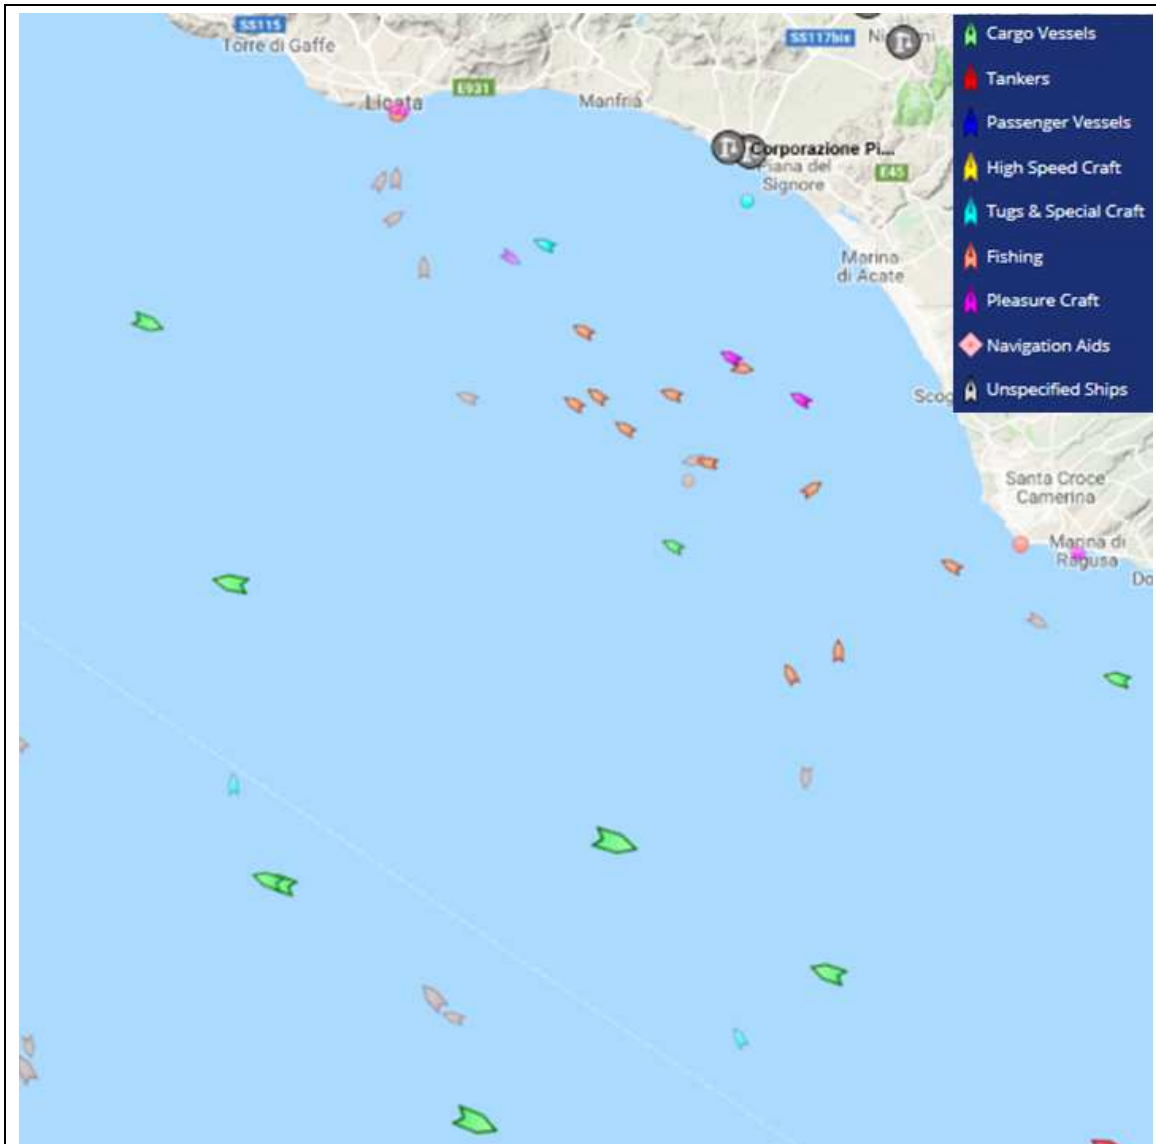 SS115
Torre di Gaffe
Licata
E931
Manfria
SS117bis
Corporazione Pi...
Piana del
Signore
E45
Marina
di Acate
Santa Croce
Camerina
Marina di
Ragusa
Cargo Vessels
Tankers
Passenger Vessels
High Speed Craft
Tugs & Special Craft
Fishing
Pleasure Craft
Navigation Aids
Unspecified Ships